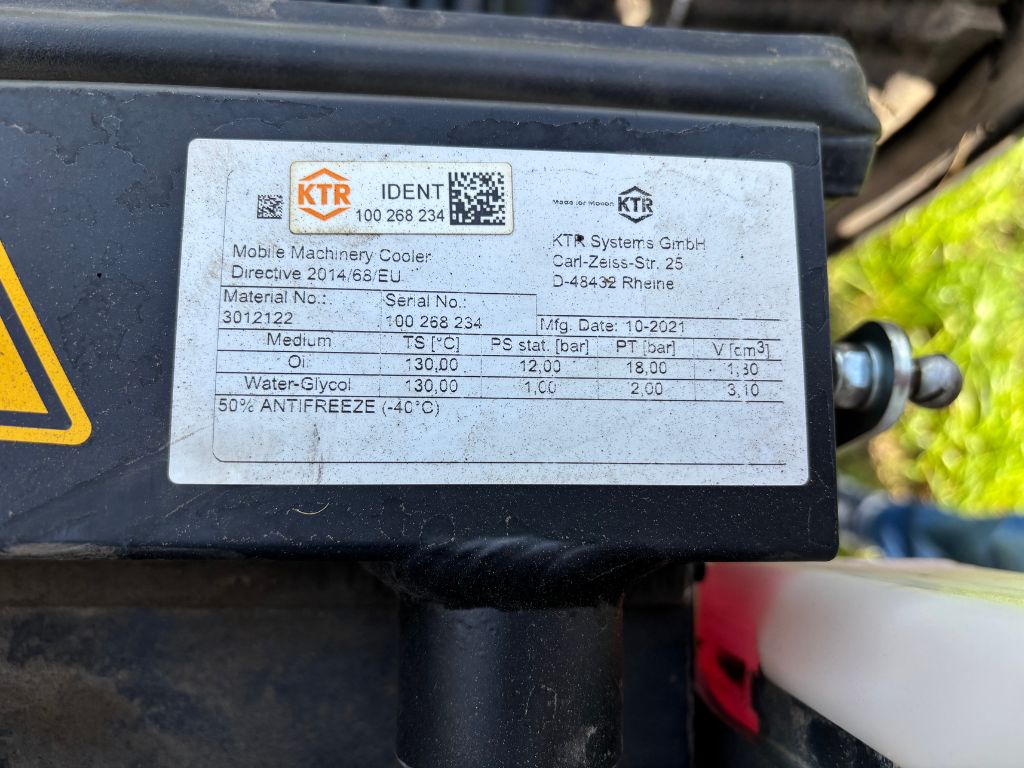 KTR IDENT
100 268 234
Made for Motion KTR
Mobile Machinery Cooler
Directive 2014/68/EU
KTR Systems GmbH
Carl-Zeiss-Str. 25
D-48432 Rheine
Material No.: Serial No.:
3012122 100 268 234
Mfg. Date: 10-2021
Medium TS [°C] PS stat. [bar] PT [bar] V [cm³]
Oil 130,00 12,00 18,00 1,80
Water-Glycol 130,00 1,00 2,00 3,10
50% ANTIFREEZE (-40°C)